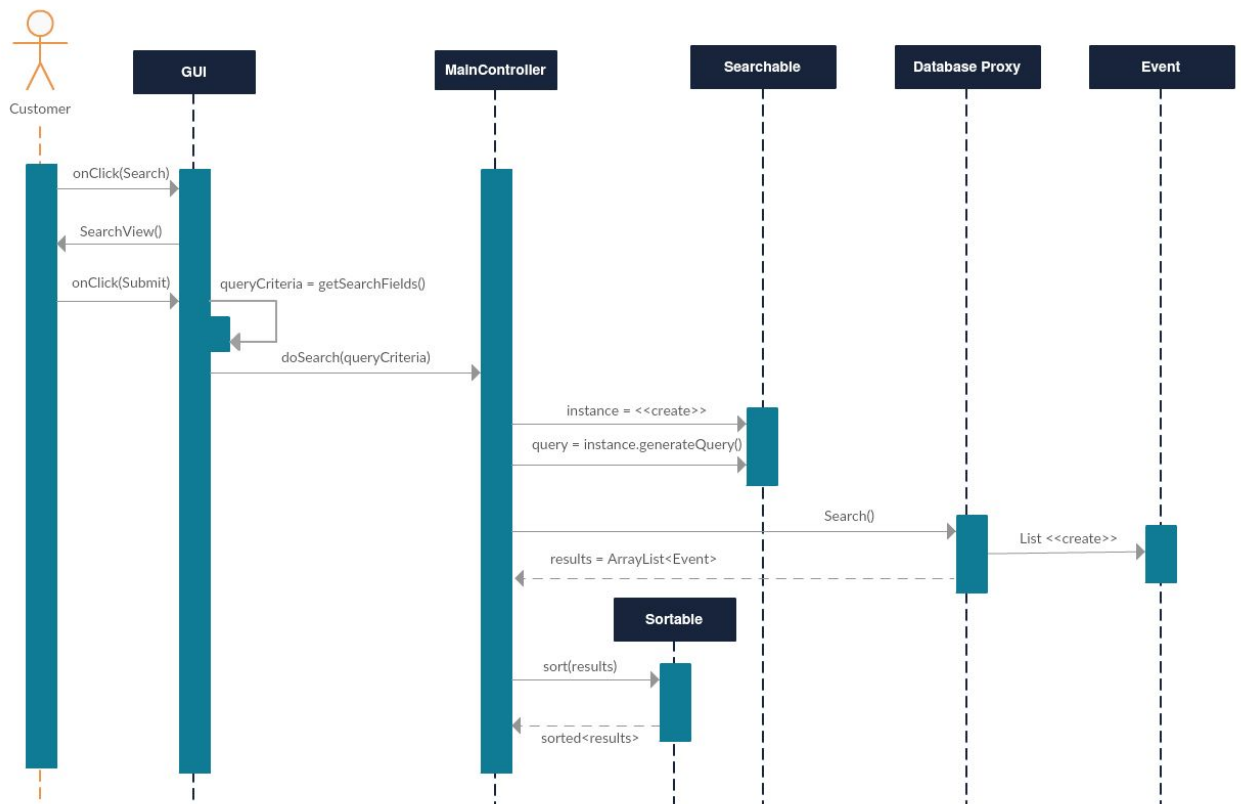 GUI
MainController
Searchable
Database Proxy
Event
Customer
onClick(Search)
SearchView()
onClick(Submit)
queryCriteria = getSearchFields()
doSearch(queryCriteria)
instance = <<create>>
query = instance.generateQuery()
Search()
List <<create>>
results = ArrayList<Event>
Sortable
sort(results)
sorted<results>